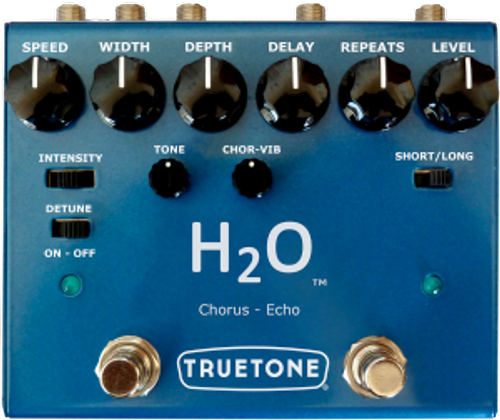 SPEED WIDTH DEPTH DELAY REPEATS LEVEL
INTENSITY TONE CHOR-VIB SHORT/LONG
DETUNE
ON - OFF
H2O™
Chorus - Echo
TRUETONE®